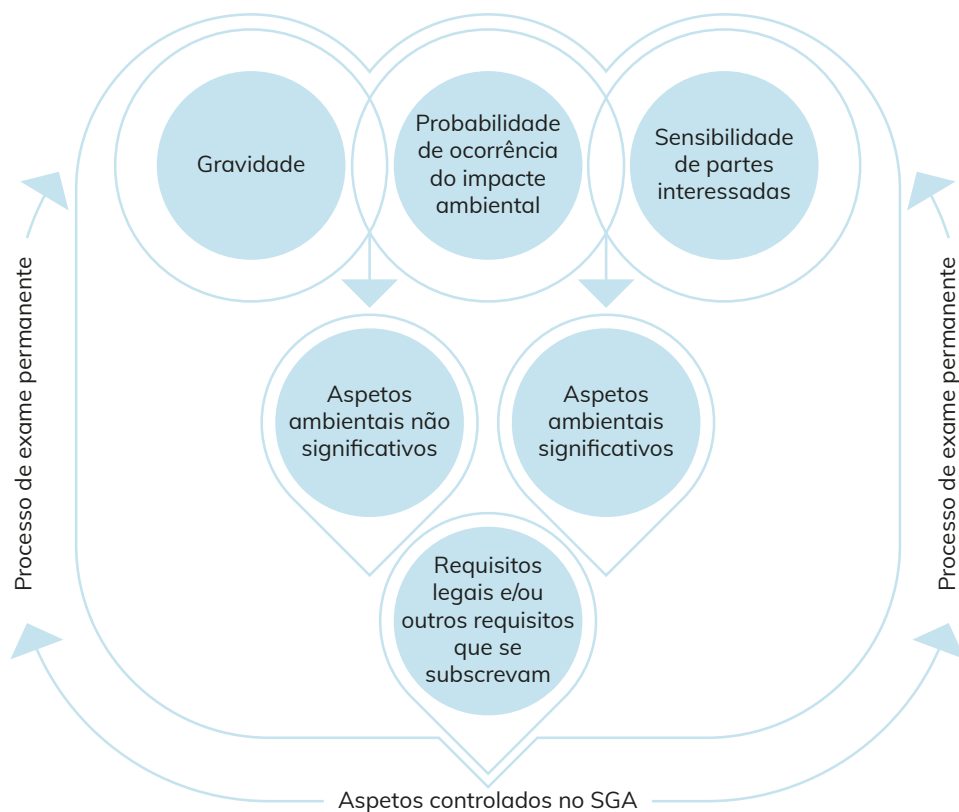 Gravidade
Probabilidade
de ocorrência
do impacte
ambiental
Sensibilidade
de partes
interessadas
Processo de exame permanente
Processo de exame permanente
Aspetos
ambientais não
significativos
Aspetos
ambientais
significativos
Requisitos
legais e/ou
outros requisitos
que se
subscrevam
Aspetos controlados no SGA